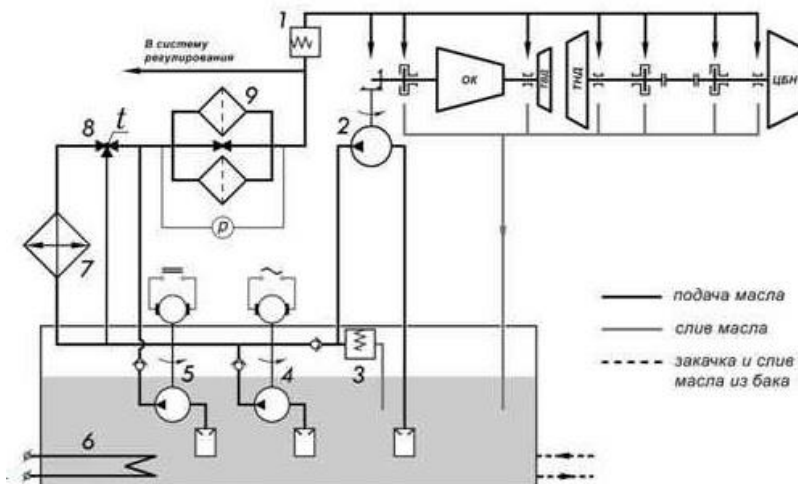 1
В систему
регулирования
ОК
ТВД
ТНД
ЦБН
9
2
8
t
p
7
подача масла
слив масла
закачка и слив
масла из бака
5
4
3
6